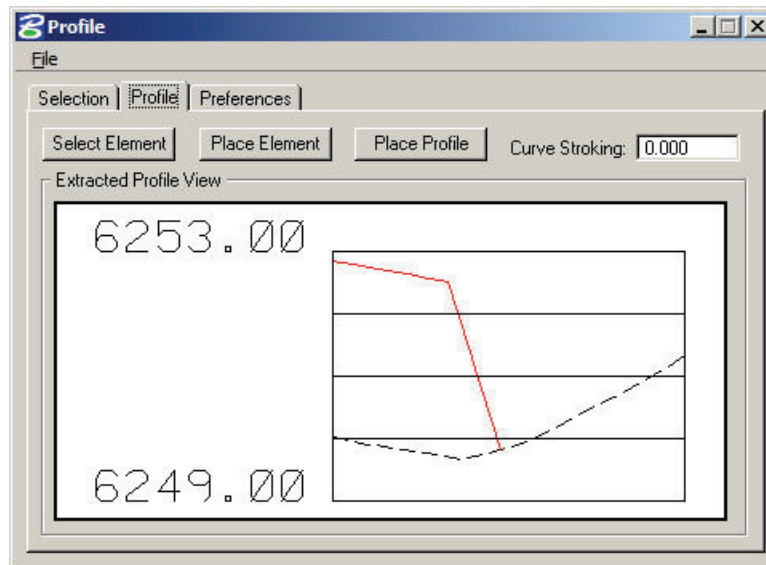 Profile
File
Selection Profile Preferences
Select Element Place Element Place Profile Curve Stroking: 0.000
Extracted Profile View
6253.00
6249.00